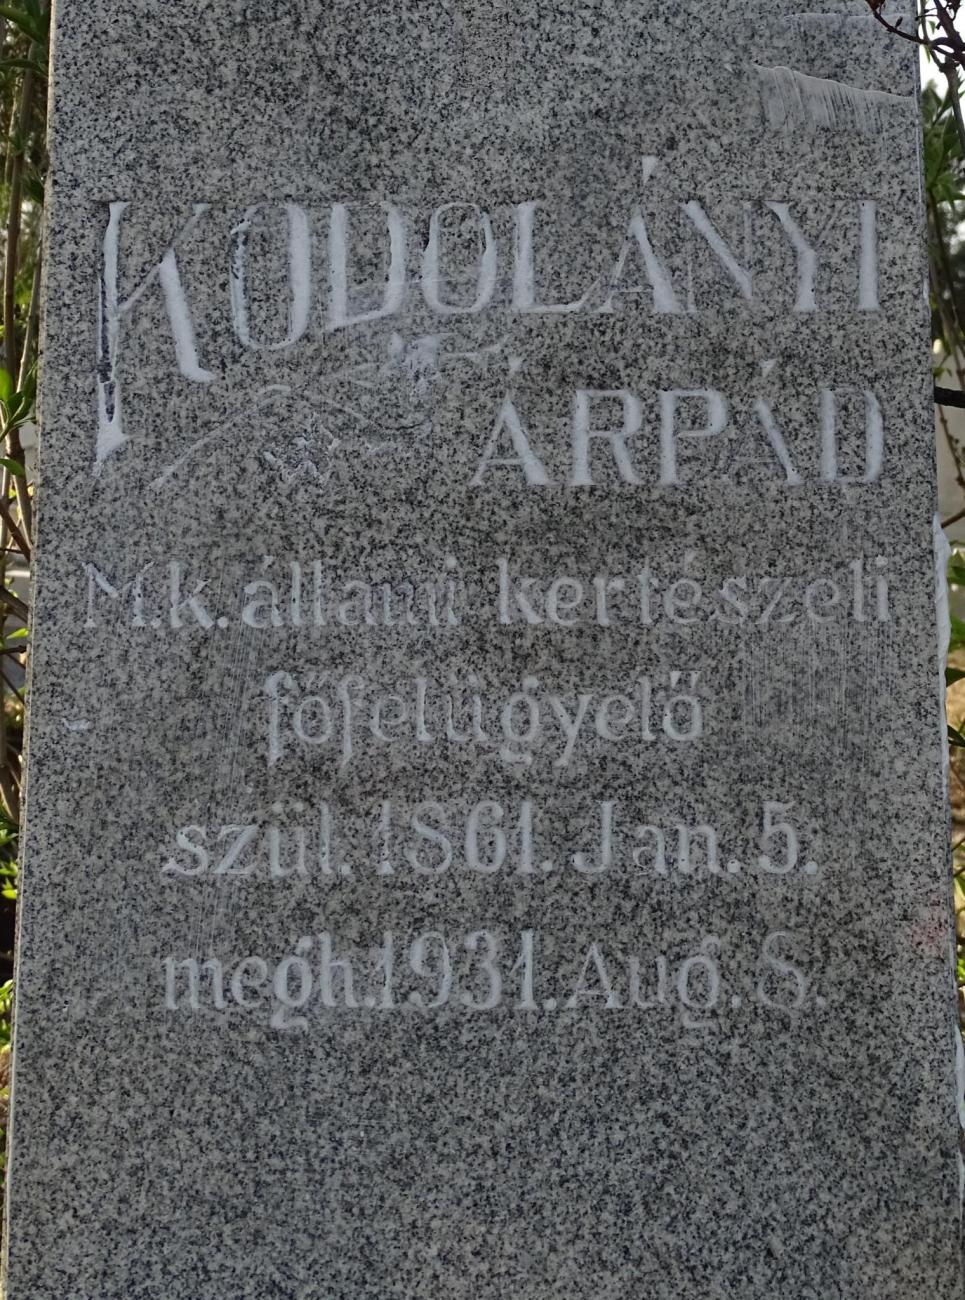 KODOLÁNYI
ÁRPÁD
M.k. állami kertészeti
főfelügyelő
szül. 1861. Jan. 5.
megh. 1931. Aug. 8.